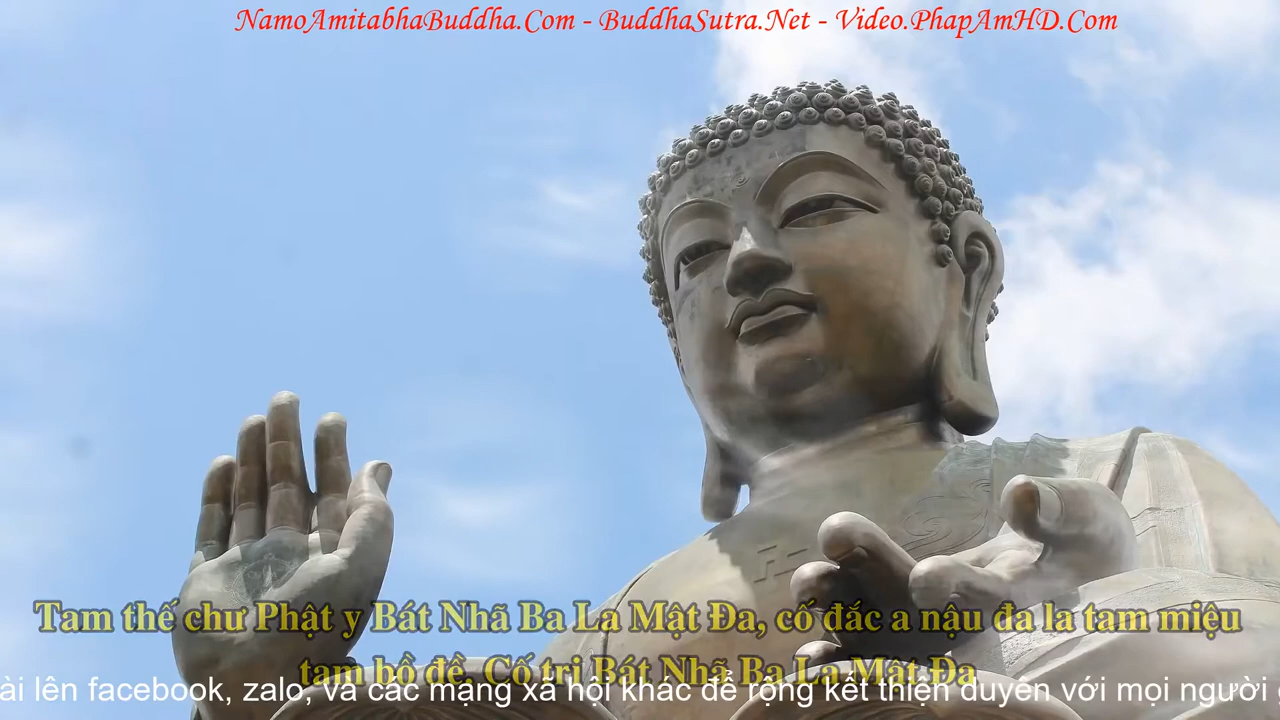 NamoAmitabhaBuddha.Com - BuddhaSutra.Net - Video.PhapAmHD.Com
Tam thế chư Phật y Bát Nhã Ba La Mật Đa, cố đắc a nậu đa la tam miệu
tam bồ đề. Cố tri Bát Nhã Ba La Mật Đa
ài lên facebook, zalo, và các mạng xã hội khác để rộng kết thiện duyên với mọi người